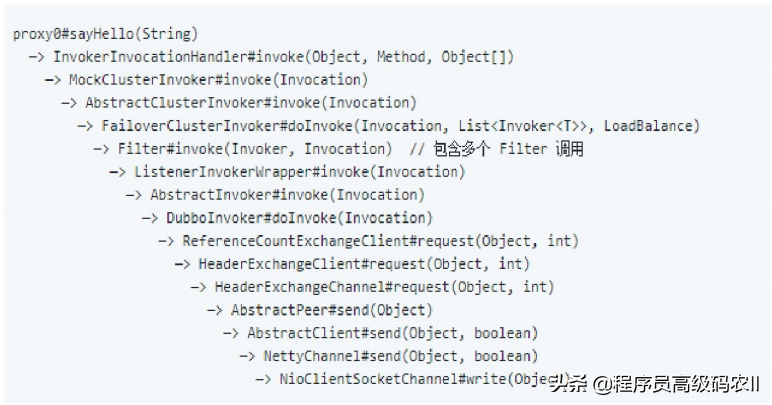 proxy0#sayHello(String)
—> InvokerInvocationHandler#invoke(Object, Method, Object[])
—> MockClusterInvoker#invoke(Invocation)
—> AbstractClusterInvoker#invoke(Invocation)
—> FailoverClusterInvoker#doInvoke(Invocation, List<Invoker<T>>, LoadBalance)
—> Filter#invoke(Invoker, Invocation)  // 包含多个 Filter 调用
—> ListenerInvokerWrapper#invoke(Invocation)
—> AbstractInvoker#invoke(Invocation)
—> DubboInvoker#doInvoke(Invocation)
—> ReferenceCountExchangeClient#request(Object, int)
—> HeaderExchangeClient#request(Object, int)
—> HeaderExchangeChannel#request(Object, int)
—> AbstractPeer#send(Object)
—> AbstractClient#send(Object, boolean)
—> NettyChannel#send(Object, boolean)
—> NioClientSocketChannel#write(Object)
头条 @程序员高级码农II